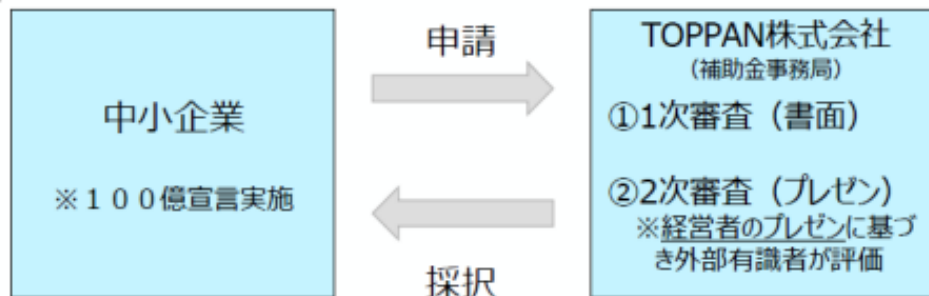 中小企業
※１００億宣言実施
申請
採択
TOPPAN株式会社
(補助金事務局)
①1次審査（書面）
②2次審査（プレゼン）
※経営者のプレゼンに基づ
き外部有識者が評価